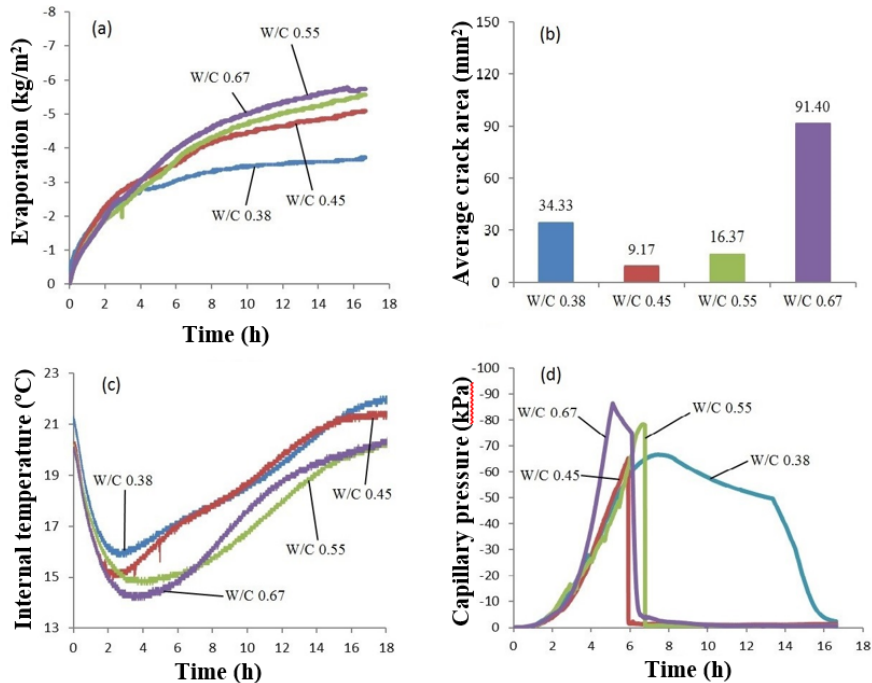 (a)
Evaporation (kg/m²)
-8
-7
-6
-5
-4
-3
-2
-1
0
W/C 0.55
W/C 0.67
W/C 0.45
W/C 0.38
0 2 4 6 8 10 12 14 16 18
Time (h)
(b)
Average crack area (mm²)
150
120
90
60
30
0
34.33
9.17
16.37
91.40
W/C 0.38 W/C 0.45 W/C 0.55 W/C 0.67
(c)
Internal temperature (ºC)
23
21
19
17
15
13
W/C 0.38
W/C 0.45
W/C 0.55
W/C 0.67
0 2 4 6 8 10 12 14 16 18
Time (h)
(d)
Capillary pressure (kPa)
-100
-90
-80
-70
-60
-50
-40
-30
-20
-10
0
W/C 0.67
W/C 0.55
W/C 0.38
W/C 0.45
0 2 4 6 8 10 12 14 16 18
Time (h)